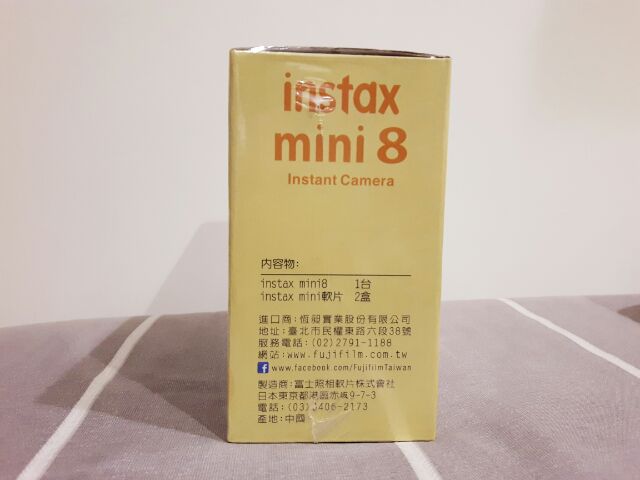 instax
mini 8
Instant Camera
內容物:
instax mini8 1台
instax mini軟片 2盒
進口商:恆昶實業股份有限公司
地址:臺北市民權東路六段38號
服務電話:(02)2791-1188
網站:www.fujifilm.com.tw
f www.facebook.com/FujifilmTaiwan
製造商:富士照相軟片株式會社
日本東京都港區赤坂9-7-3
電話:(03)3406-2173
產地:中國